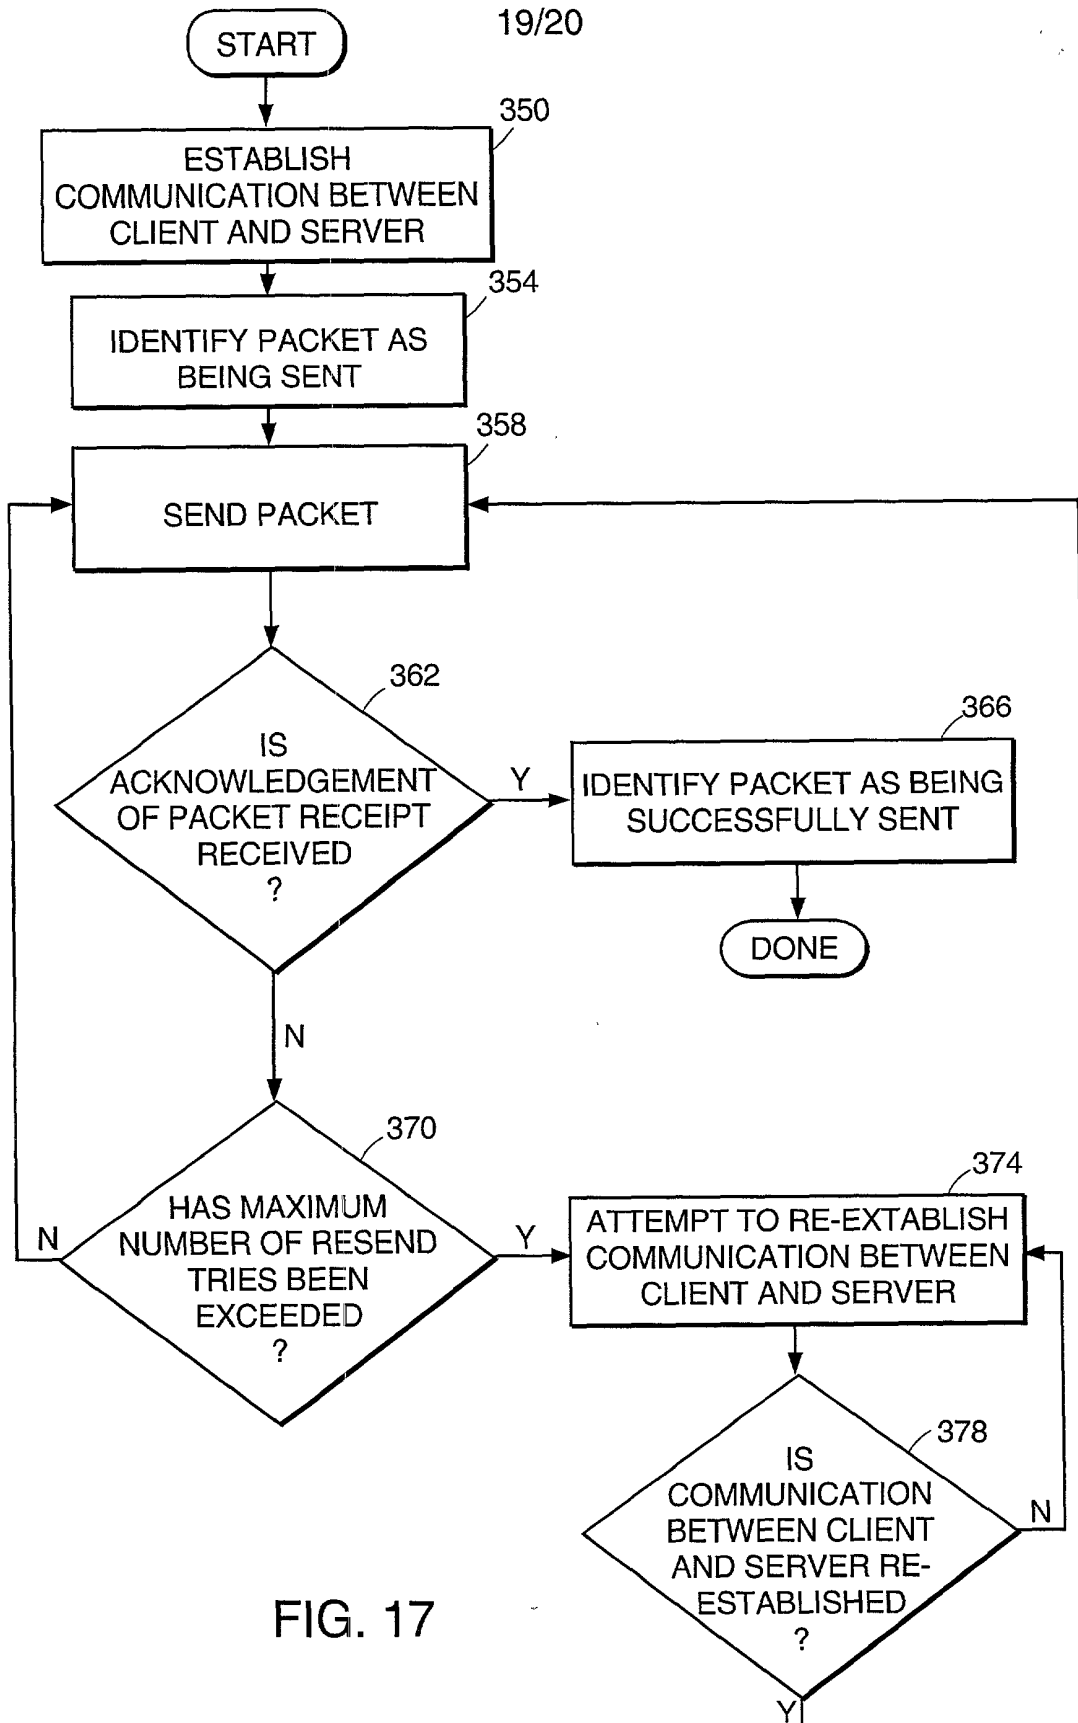 19/20
START
350
ESTABLISH
COMMUNICATION BETWEEN
CLIENT AND SERVER
354
IDENTIFY PACKET AS
BEING SENT
358
SEND PACKET
362
IS
ACKNOWLEDGEMENT
OF PACKET RECEIPT
RECEIVED
?
Y
366
IDENTIFY PACKET AS BEING
SUCCESSFULLY SENT
DONE
N
370
HAS MAXIMUM
NUMBER OF RESEND
TRIES BEEN
EXCEEDED
?
N
Y
374
ATTEMPT TO RE-EXTABLISH
COMMUNICATION BETWEEN
CLIENT AND SERVER
378
IS
COMMUNICATION
BETWEEN CLIENT
AND SERVER RE-
ESTABLISHED
?
N
Y
FIG. 17